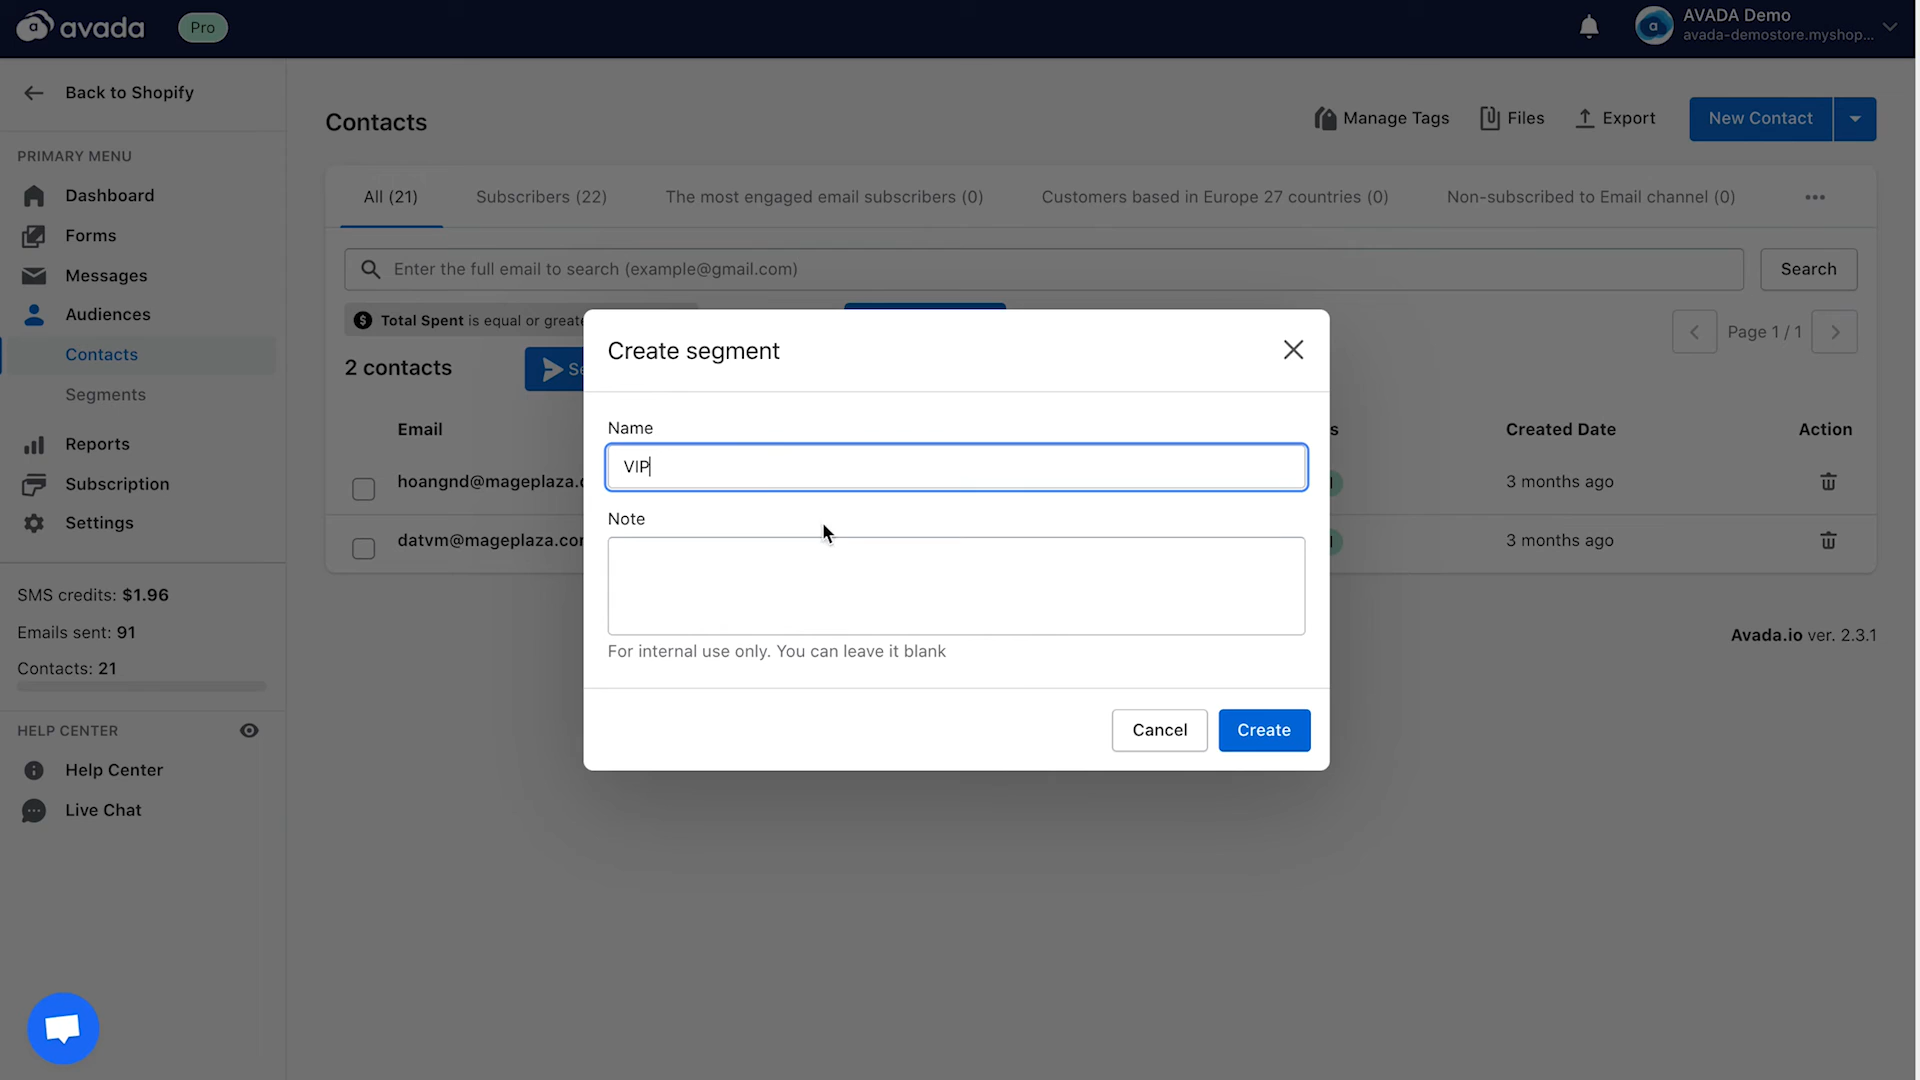 avada
Pro
AVADA Demo
avada-demostore.myshop...
Back to Shopify
PRIMARY MENU
Dashboard
Forms
Messages
Audiences
Contacts
Segments
Reports
Subscription
Settings
SMS credits: $1.96
Emails sent: 91
Contacts: 21
HELP CENTER
Help Center
Live Chat
Contacts
Manage Tags
Files
Export
New Contact
All (21)
Subscribers (22)
The most engaged email subscribers (0)
Customers based in Europe 27 countries (0)
Non-subscribed to Email channel (0)
Enter the full email to search (example@gmail.com)
Search
Total Spent is equal or
Page 1 / 1
2 contacts
Email
Created Date
Action
hoangnd@mageplaza.
3 months ago
datvm@mageplaza.
3 months ago
Avada.io ver. 2.3.1
Create segment
Name
VIP
Note
For internal use only. You can leave it blank
Cancel
Create